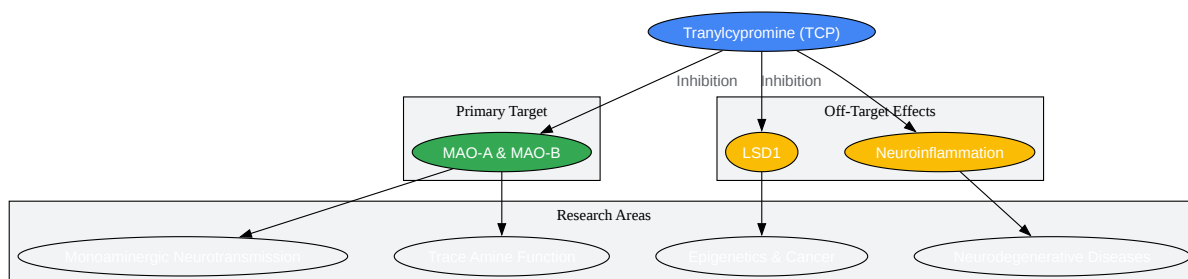 Tranylcypromine (TCP)
Inhibition
Inhibition
Primary Target
Off-Target Effects
MAO-A & MAO-B
LSD1
Neuroinflammation
Research Areas
Monoaminergic Neurotransmission
Trace Amine Function
Epigenetics & Cancer
Neurodegenerative Diseases